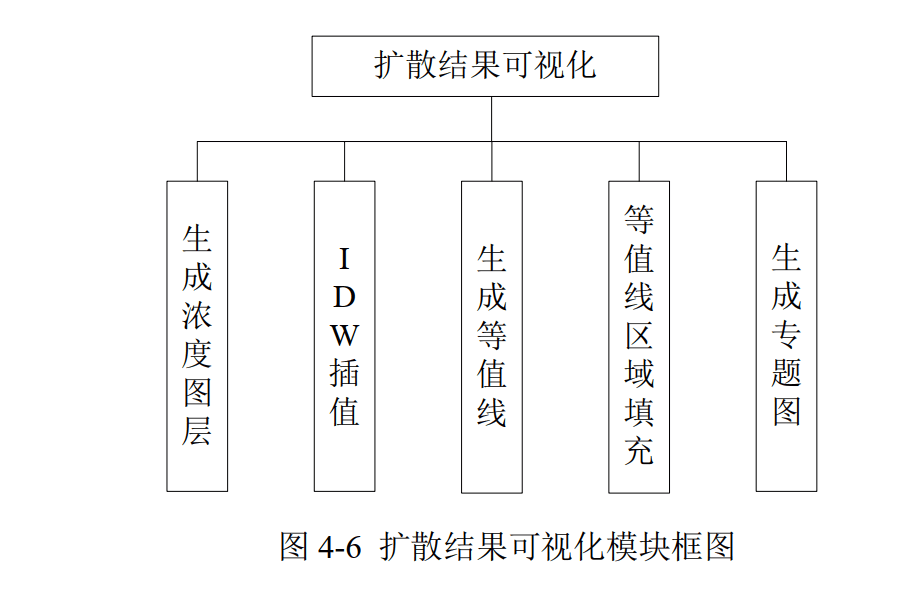 扩散结果可视化
生成浓度图层
IDW插值
生成等值线
等值线区域填充
生成专题图
图 4-6 扩散结果可视化模块框图